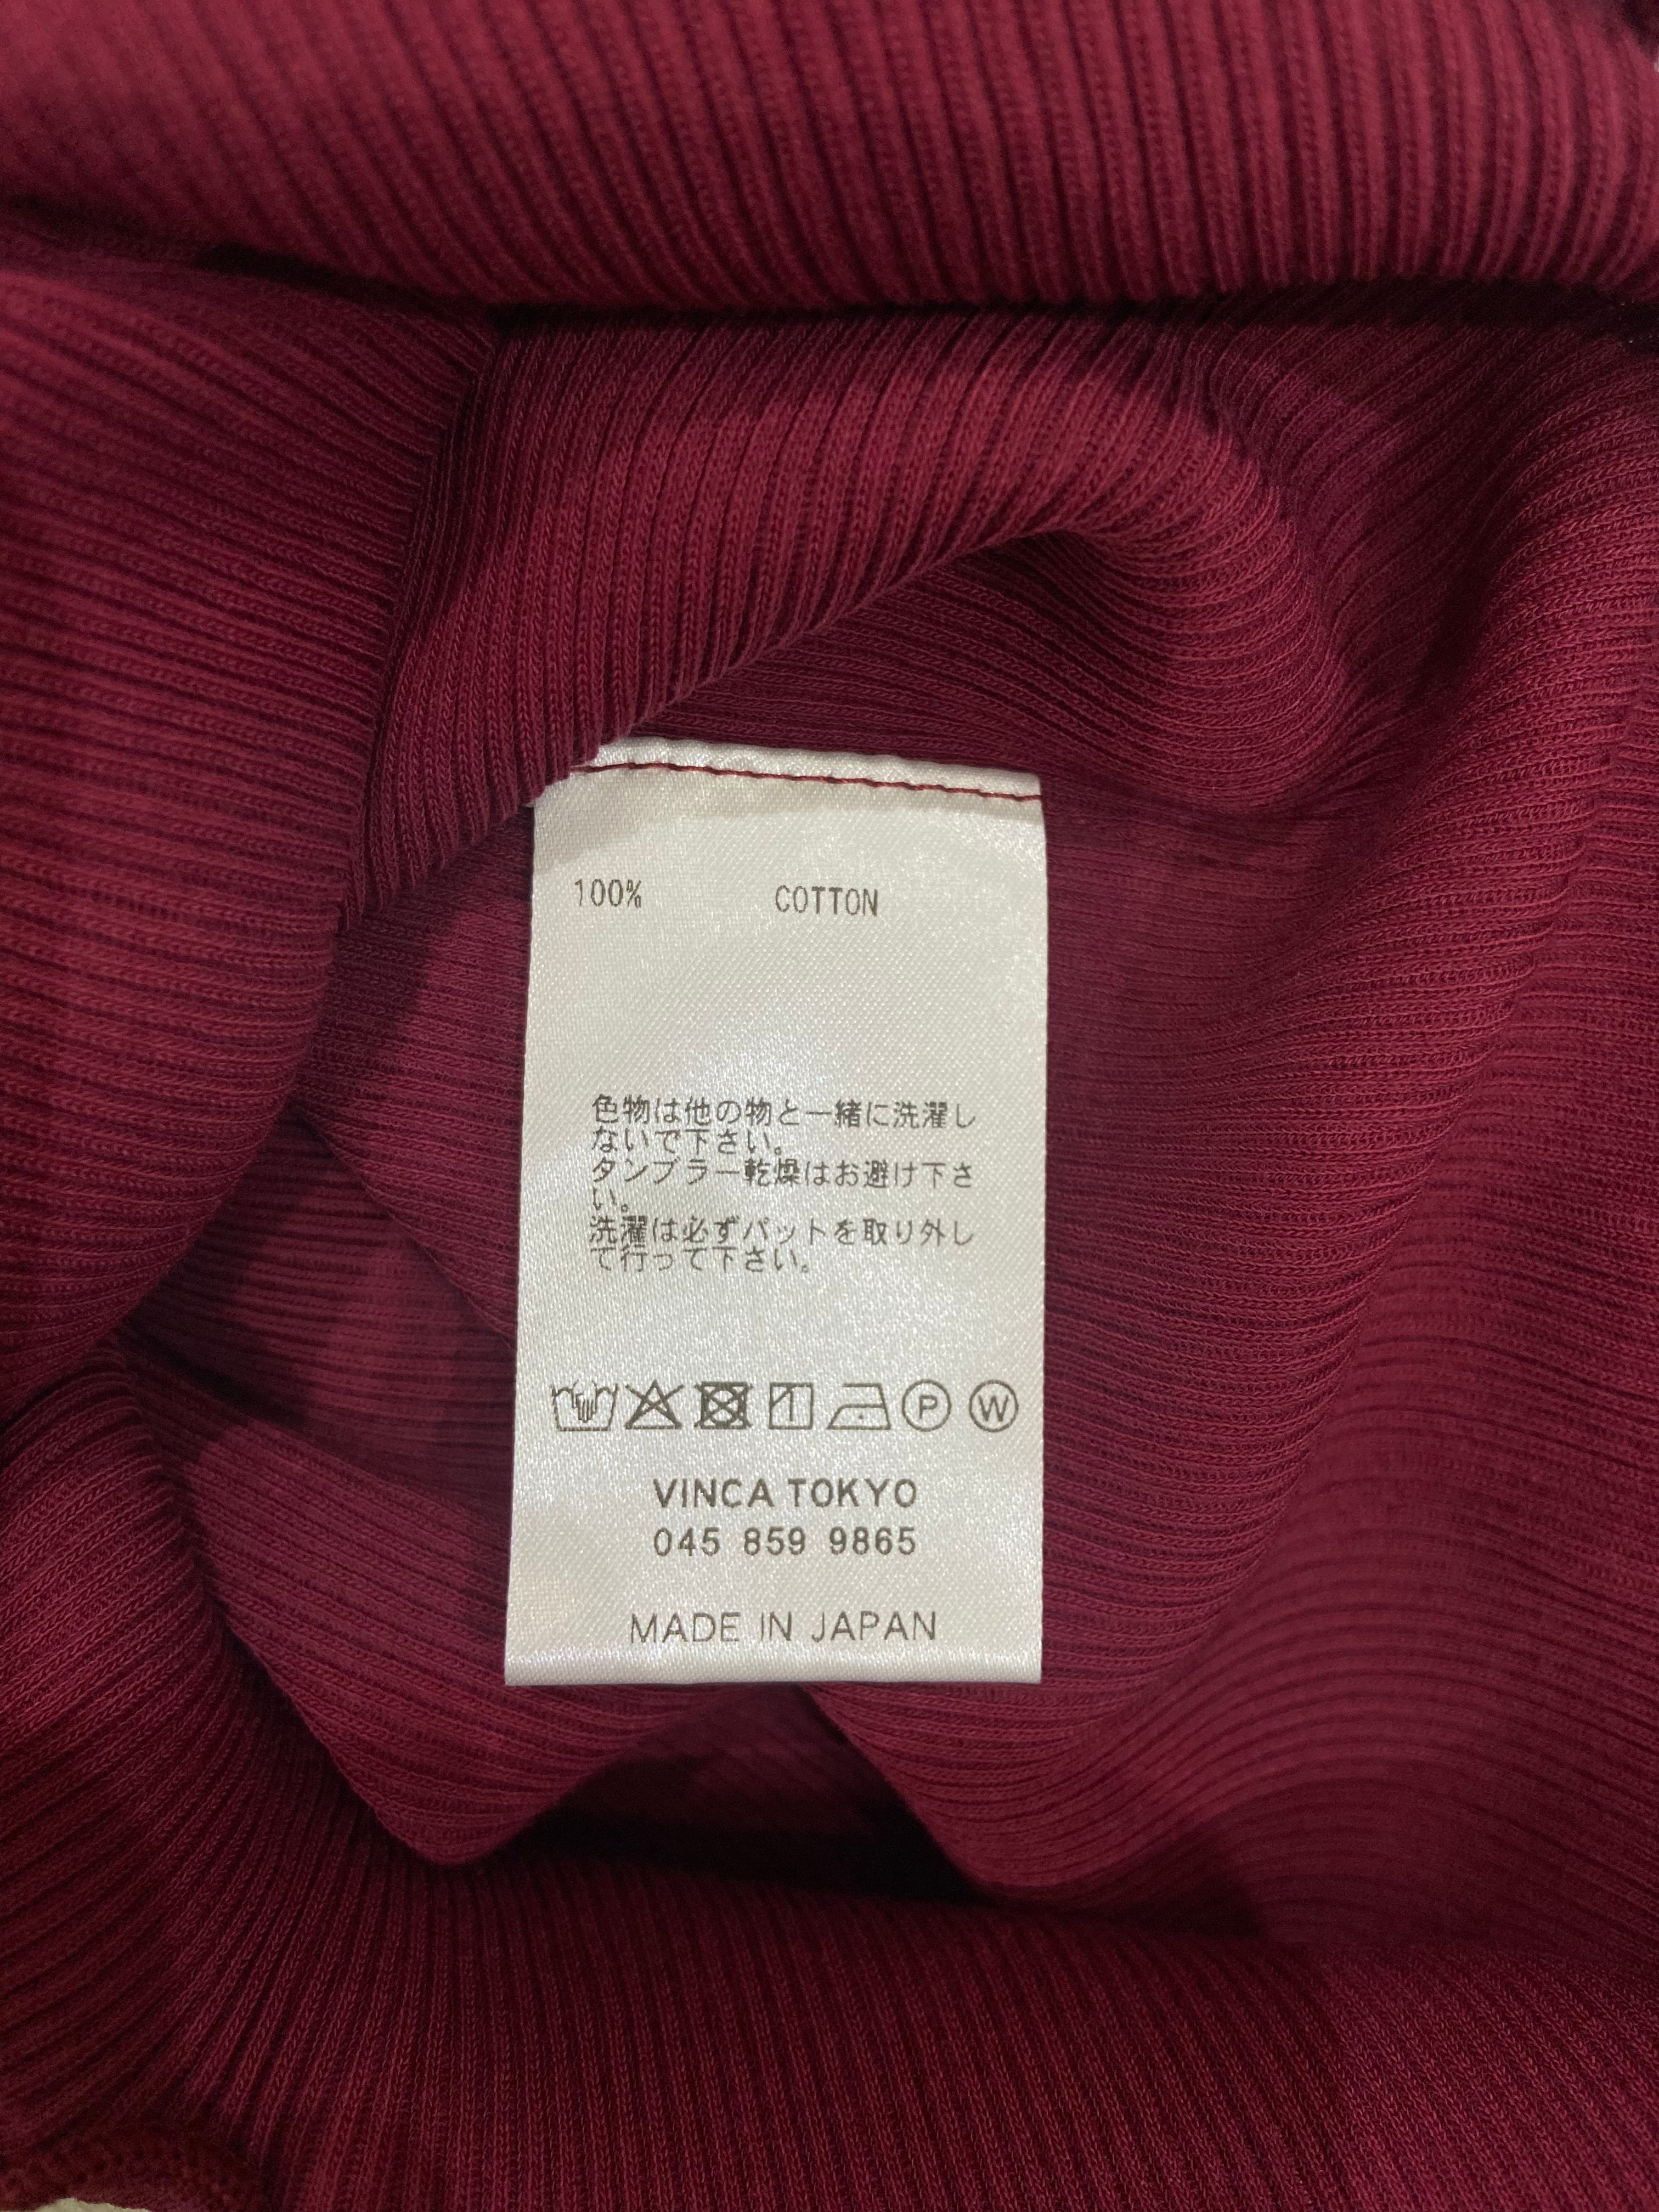 100% COTTON
色物は他の物と一緒に洗濯し
ないで下さい。
タンブラー乾燥はお避け下さ
い。
洗濯は必ずパットを取り外し
て行って下さい。
P W
VINCA TOKYO
045 859 9865
MADE IN JAPAN